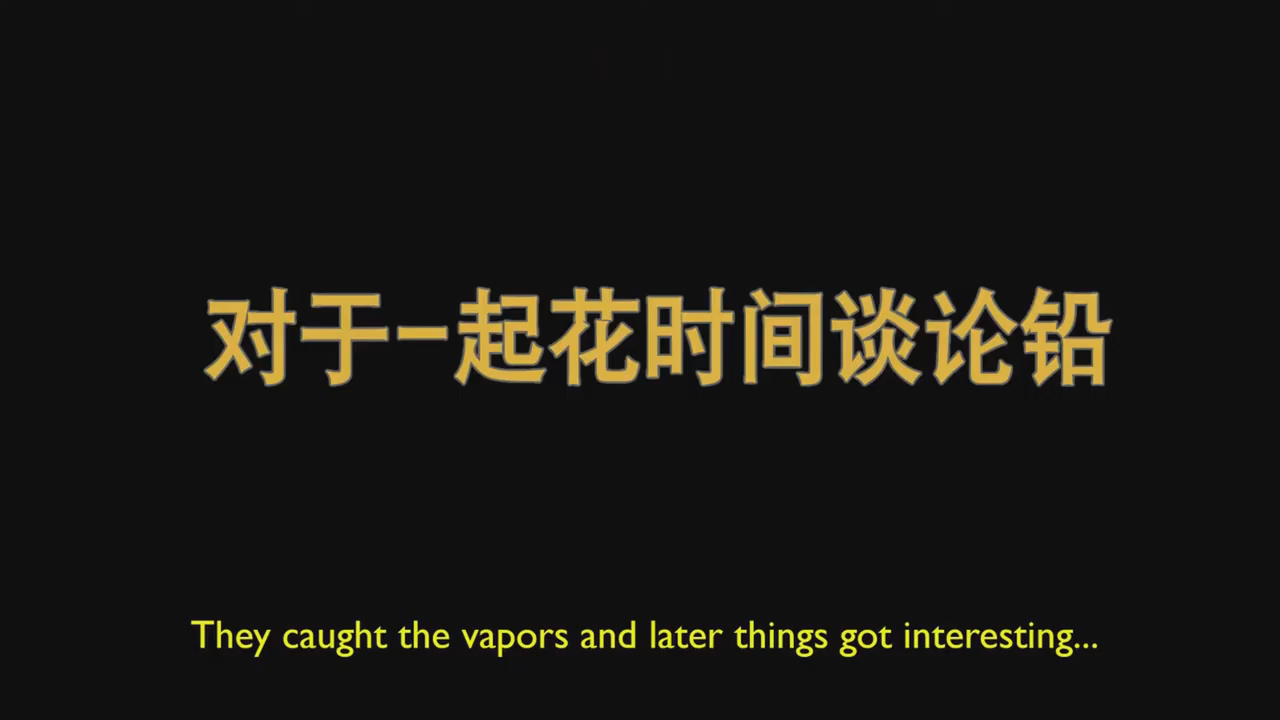 对于一起花时间谈论铅
They caught the vapors and later things got interesting...